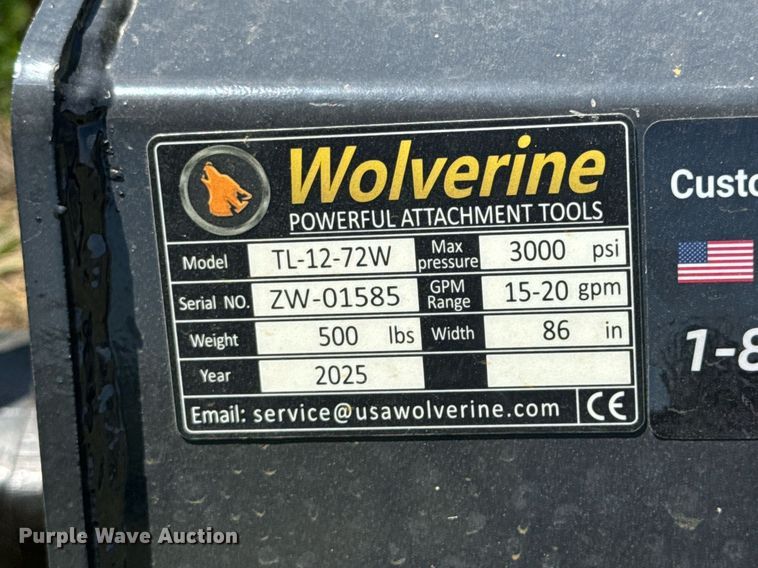 Wolverine
POWERFUL ATTACHMENT TOOLS
Model TL-12-72W Max pressure 3000 psi
Serial NO. ZW-01585 GPM Range 15-20 gpm
Weight 500 lbs Width 86 in
Year 2025
Email: service@usawolverine.com CE
Custo
1-8
Purple Wave Auction